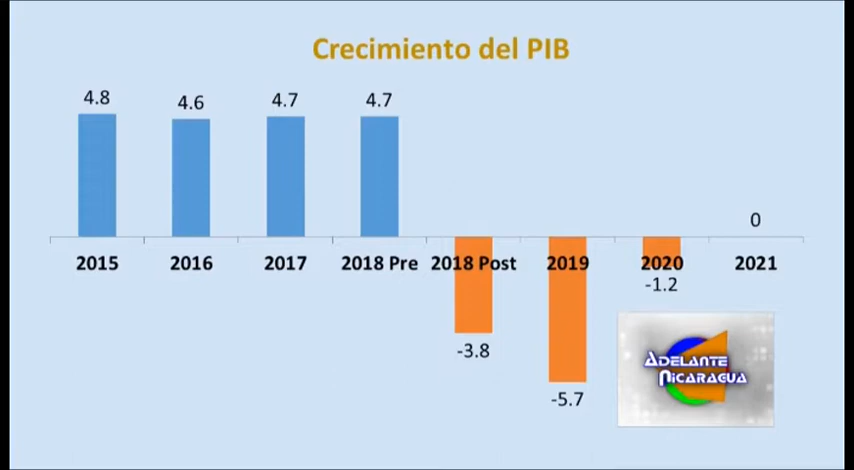 Crecimiento del PIB
4.8
4.6
4.7
4.7
0
2015
2016
2017
2018 Pre
2018 Post
2019
2020
2021
-1.2
-3.8
-5.7
ADELANTE
NICARAGUA